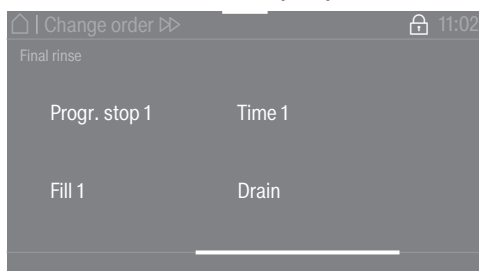 | Change order 11:02
Final rinse
Progr. stop 1 Time 1
Fill 1 Drain